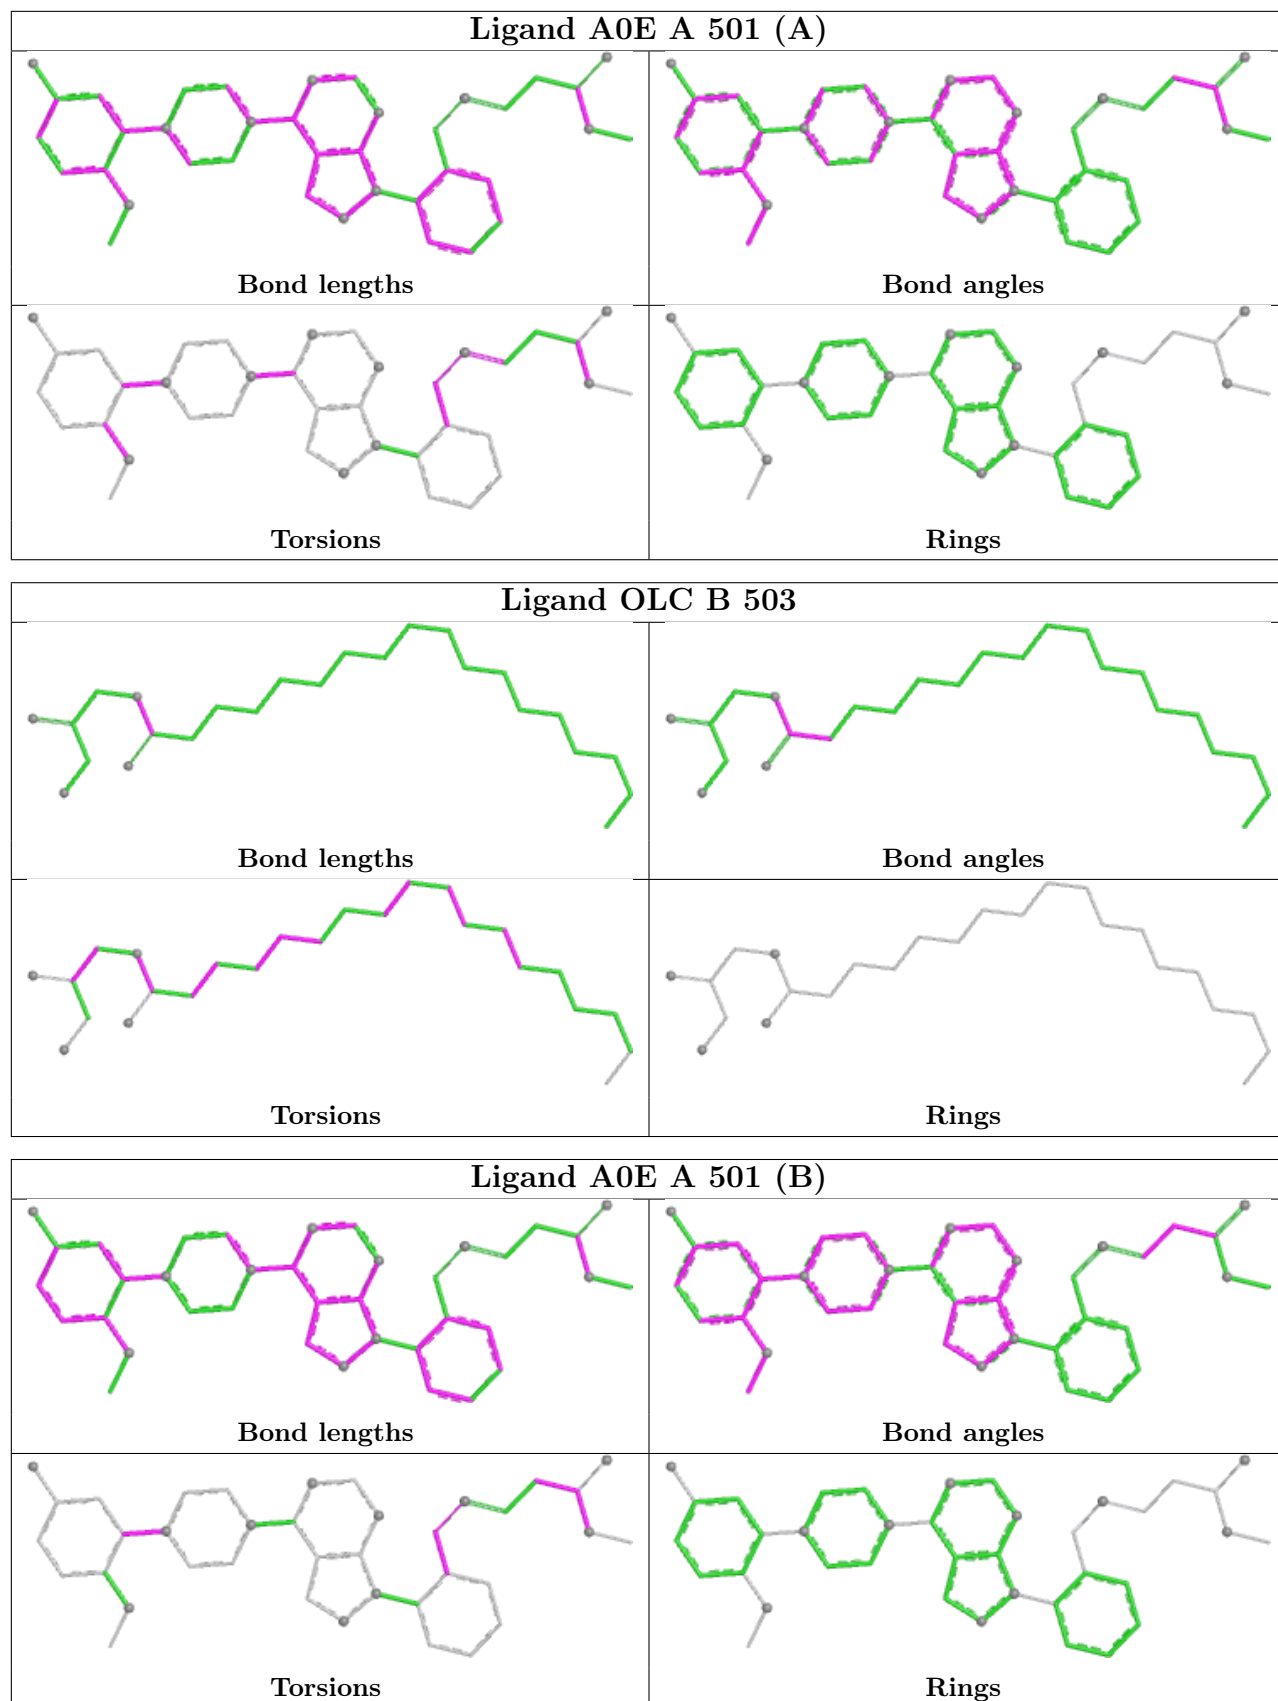 Ligand A0E A 501 (A)
Bond lengths
Bond angles
Torsions
Rings
Ligand OLC B 503
Bond lengths
Bond angles
Torsions
Rings
Ligand A0E A 501 (B)
Bond lengths
Bond angles
Torsions
Rings